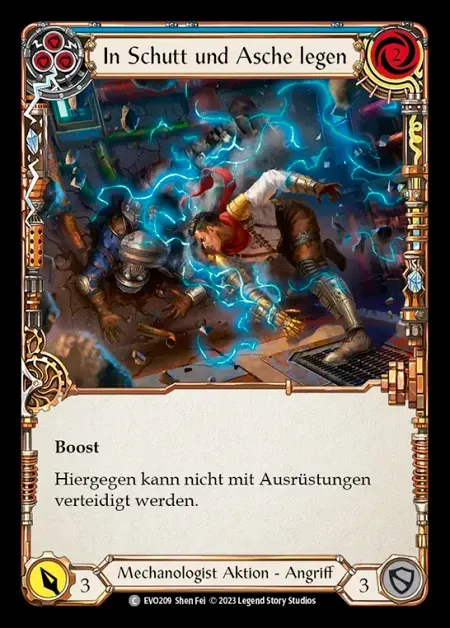 In Schutt und Asche legen
2
Boost
Hiergegen kann nicht mit Ausrüstungen
verteidigt werden.
3
Mechanologist Aktion - Angriff
3
C EVO209 Shen Fei © 2023 Legend Story Studios